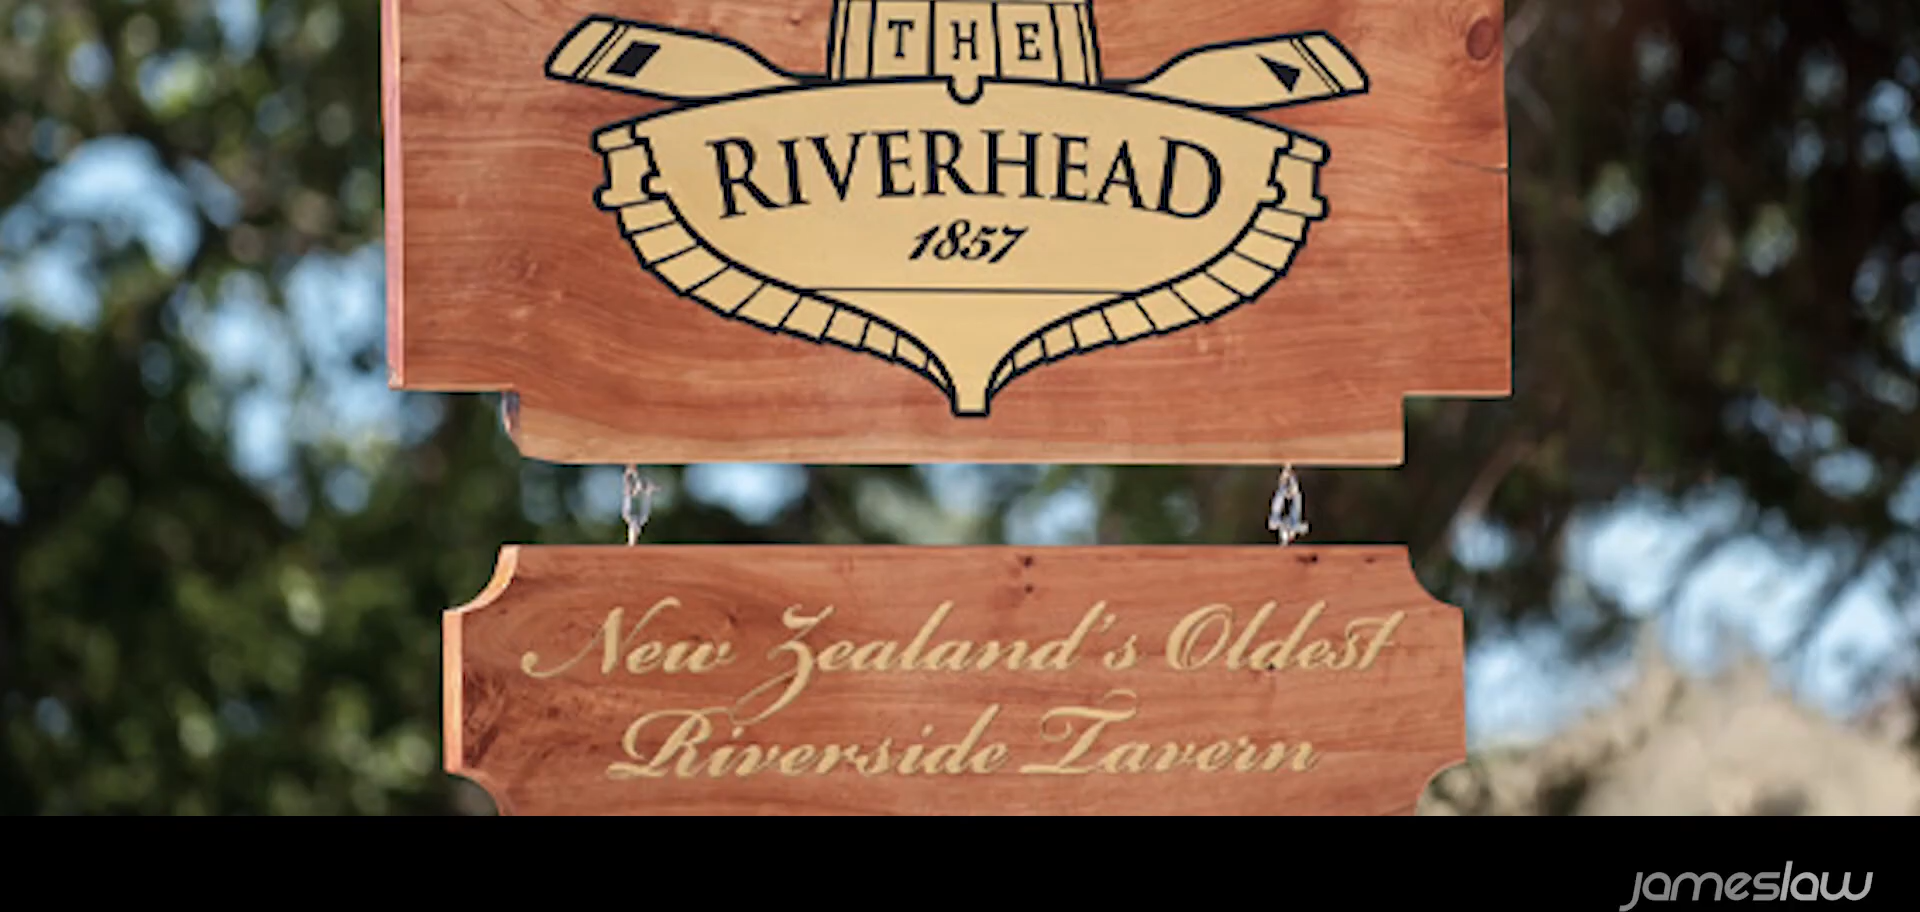 THE
RIVERHEAD
1857
New Zealand's Oldest
Riverside Tavern
jameslaw